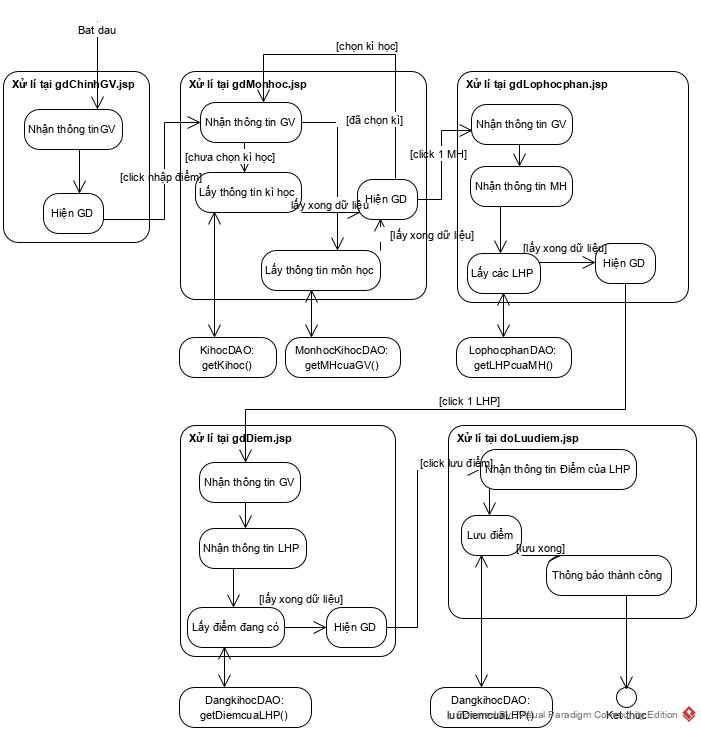 Bat dau
[chọn kì học]
Xử lí tại gdChinhGV.jsp
Xử lí tại gdMonhoc.jsp
Xử lí tại gdLophocphan.jsp
Nhận thông tinGV
Nhận thông tin GV
[đã chọn kì]
Nhận thông tin GV
[chưa chọn kì học]
[click 1 MH]
[click nhập điểm]
Lấy thông tin kì học
Hiện GD
Nhận thông tin MH
lấy xong dữ liệu
Hiện GD
[lấy xong dữ liệu]
[lấy xong dữ liệu]
Lấy thông tin môn học
Lấy các LHP
Hiện GD
KihocDAO:
getKihoc()
MonhocKihocDAO:
getMHcuaGV()
LophocphanDAO:
getLHPcuaMH()
[click 1 LHP]
Xử lí tại gdDiem.jsp
Xử lí tại doLuudiem.jsp
[click lưu điểm]
Nhận thông tin GV
Nhận thông tin Điểm của LHP
Nhận thông tin LHP
Lưu điểm
[lưu xong]
Thông báo thành công
[lấy xong dữ liệu]
Lấy điểm đang có
Hiện GD
DangkihocDAO:
getDiemcuaLHP()
DangkihocDAO:
luuDiemcuaLHP()
Ket thuc
Visual Paradigm Community Edition